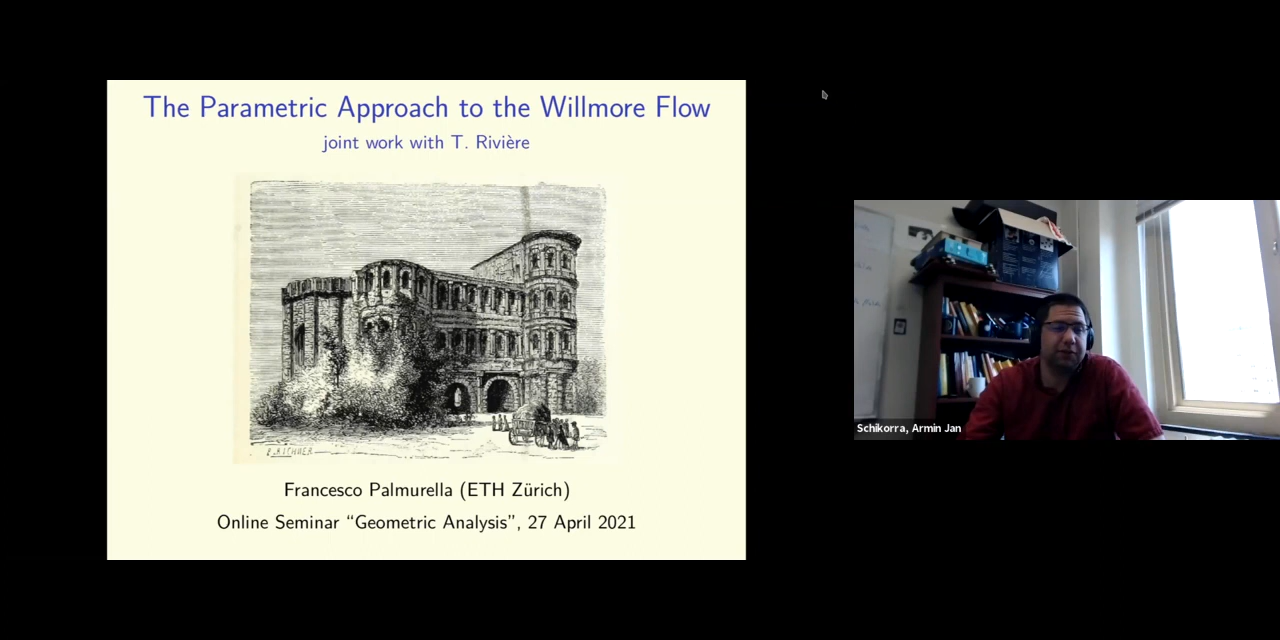 The Parametric Approach to the Willmore Flow
joint work with T. Rivière
Francesco Palmurella (ETH Zürich)
Online Seminar “Geometric Analysis”, 27 April 2021
Schikorra, Armin Jan